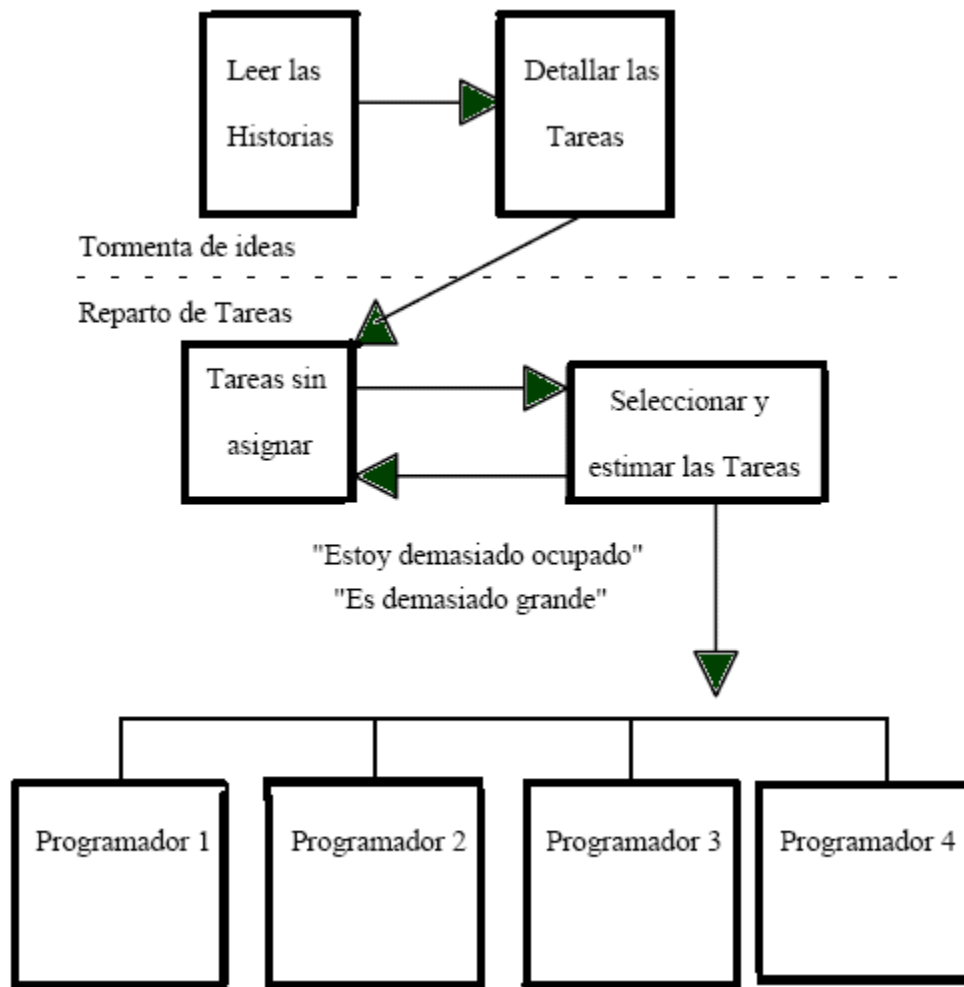 Leer las
Historias
Detallar las
Tareas
Tormenta de ideas
Reparto de Tareas
Tareas sin
asignar
Seleccionar y
estimar las Tareas
"Estoy demasiado ocupado"
"Es demasiado grande"
Programador 1
Programador 2
Programador 3
Programador 4